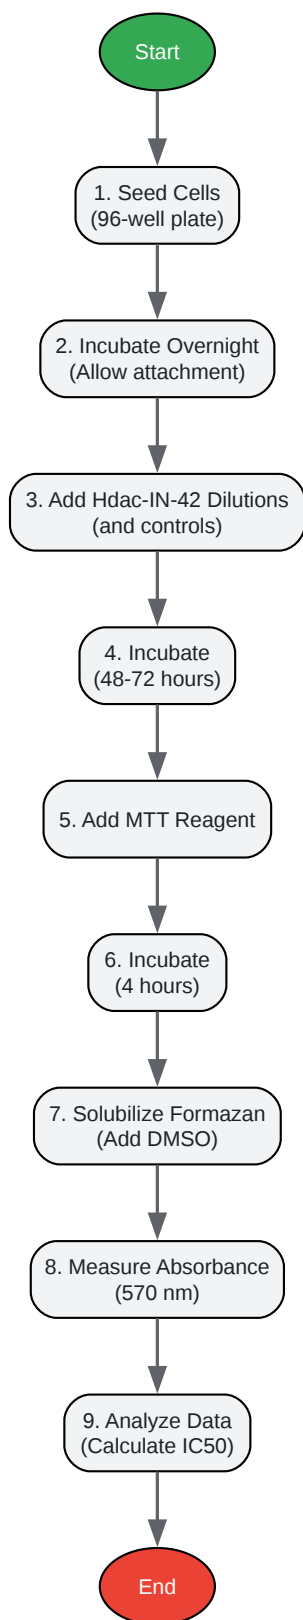 Start
1. Seed Cells
(96-well plate)
2. Incubate Overnight
(Allow attachment)
3. Add Hdac-IN-42 Dilutions
(and controls)
4. Incubate
(48-72 hours)
5. Add MTT Reagent
6. Incubate
(4 hours)
7. Solubilize Formazan
(Add DMSO)
8. Measure Absorbance
(570 nm)
9. Analyze Data
(Calculate IC50)
End